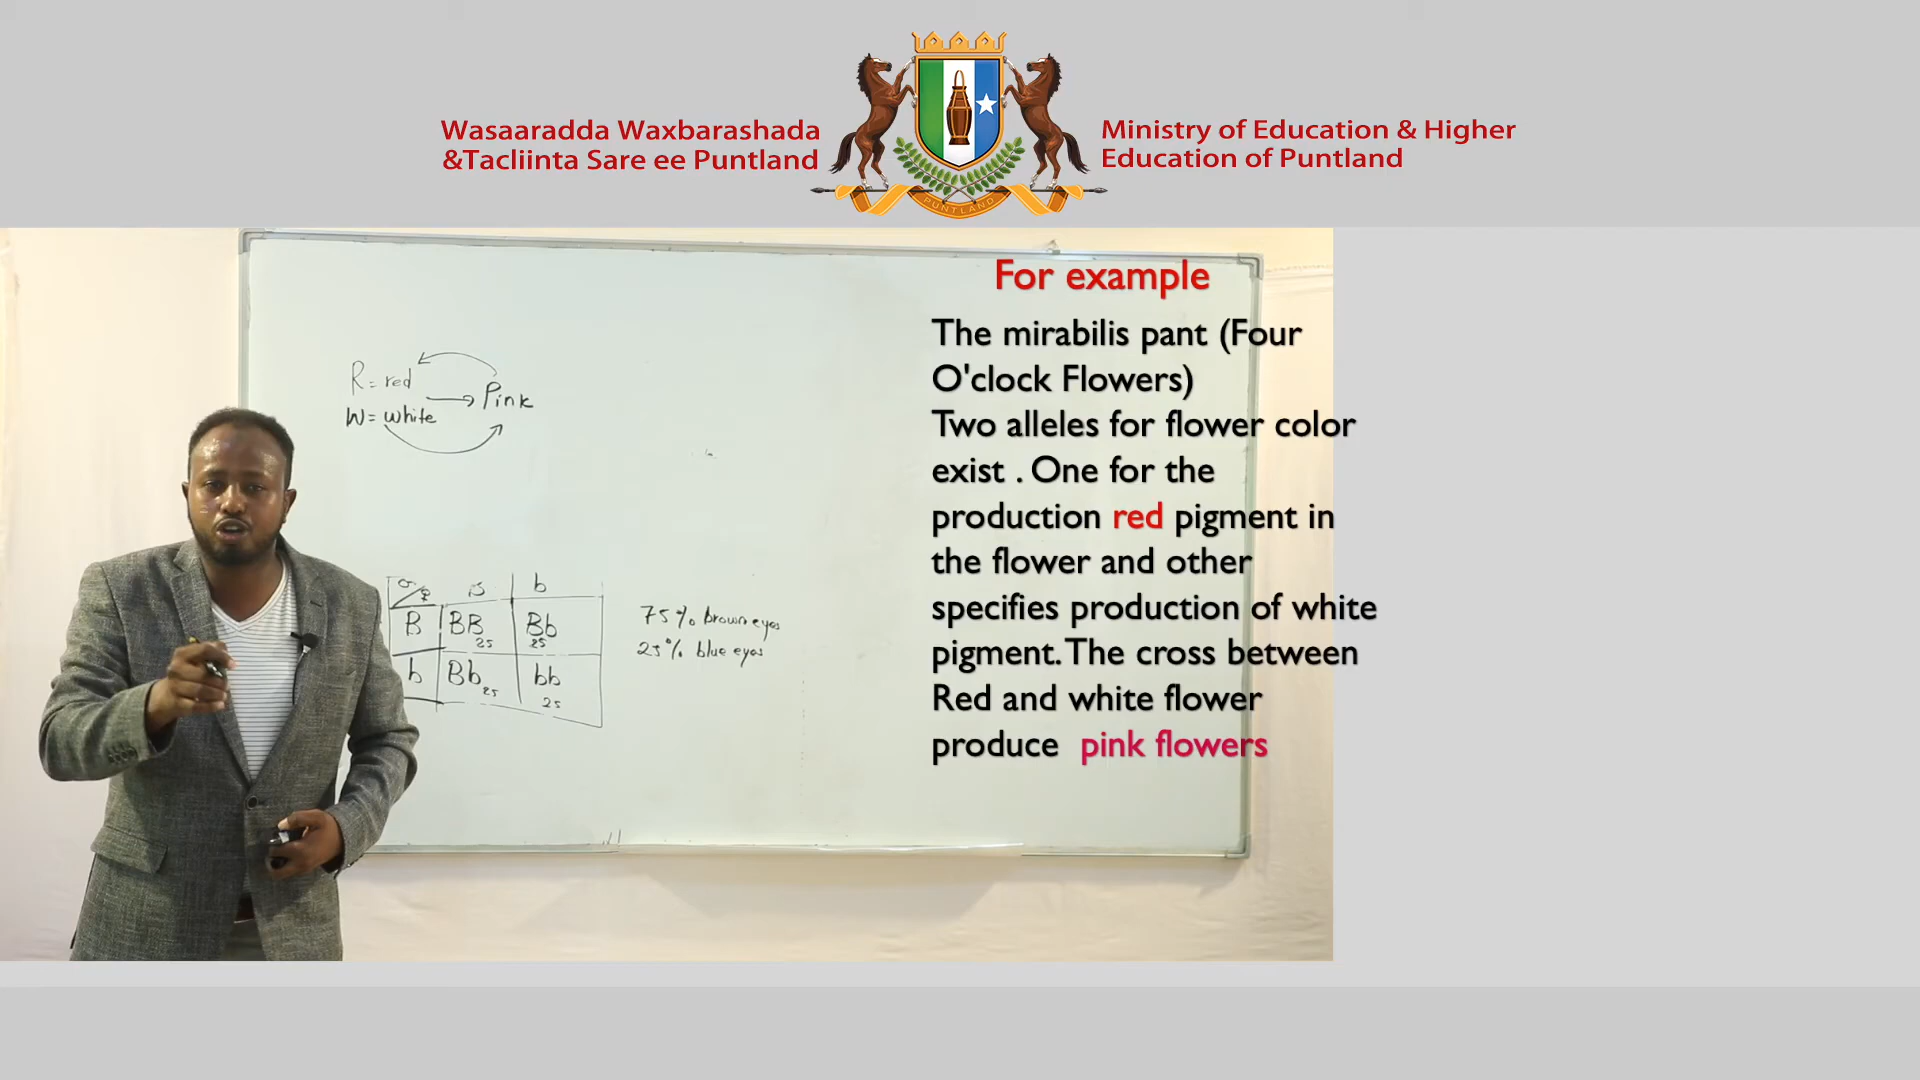 Wasaaradda Waxbarashada
&Tacliinta Sare ee Puntland
PUNTLAND
Ministry of Education & Higher
Education of Puntland
R = red
W = white
Pink
B b
B BB 25 Bb 25
b Bb 25 bb 25
75% brown eyes
25% blue eyes
For example
The mirabilis pant (Four
O'clock Flowers)
Two alleles for flower color
exist . One for the
production red pigment in
the flower and other
specifies production of white
pigment. The cross between
Red and white flower
produce pink flowers